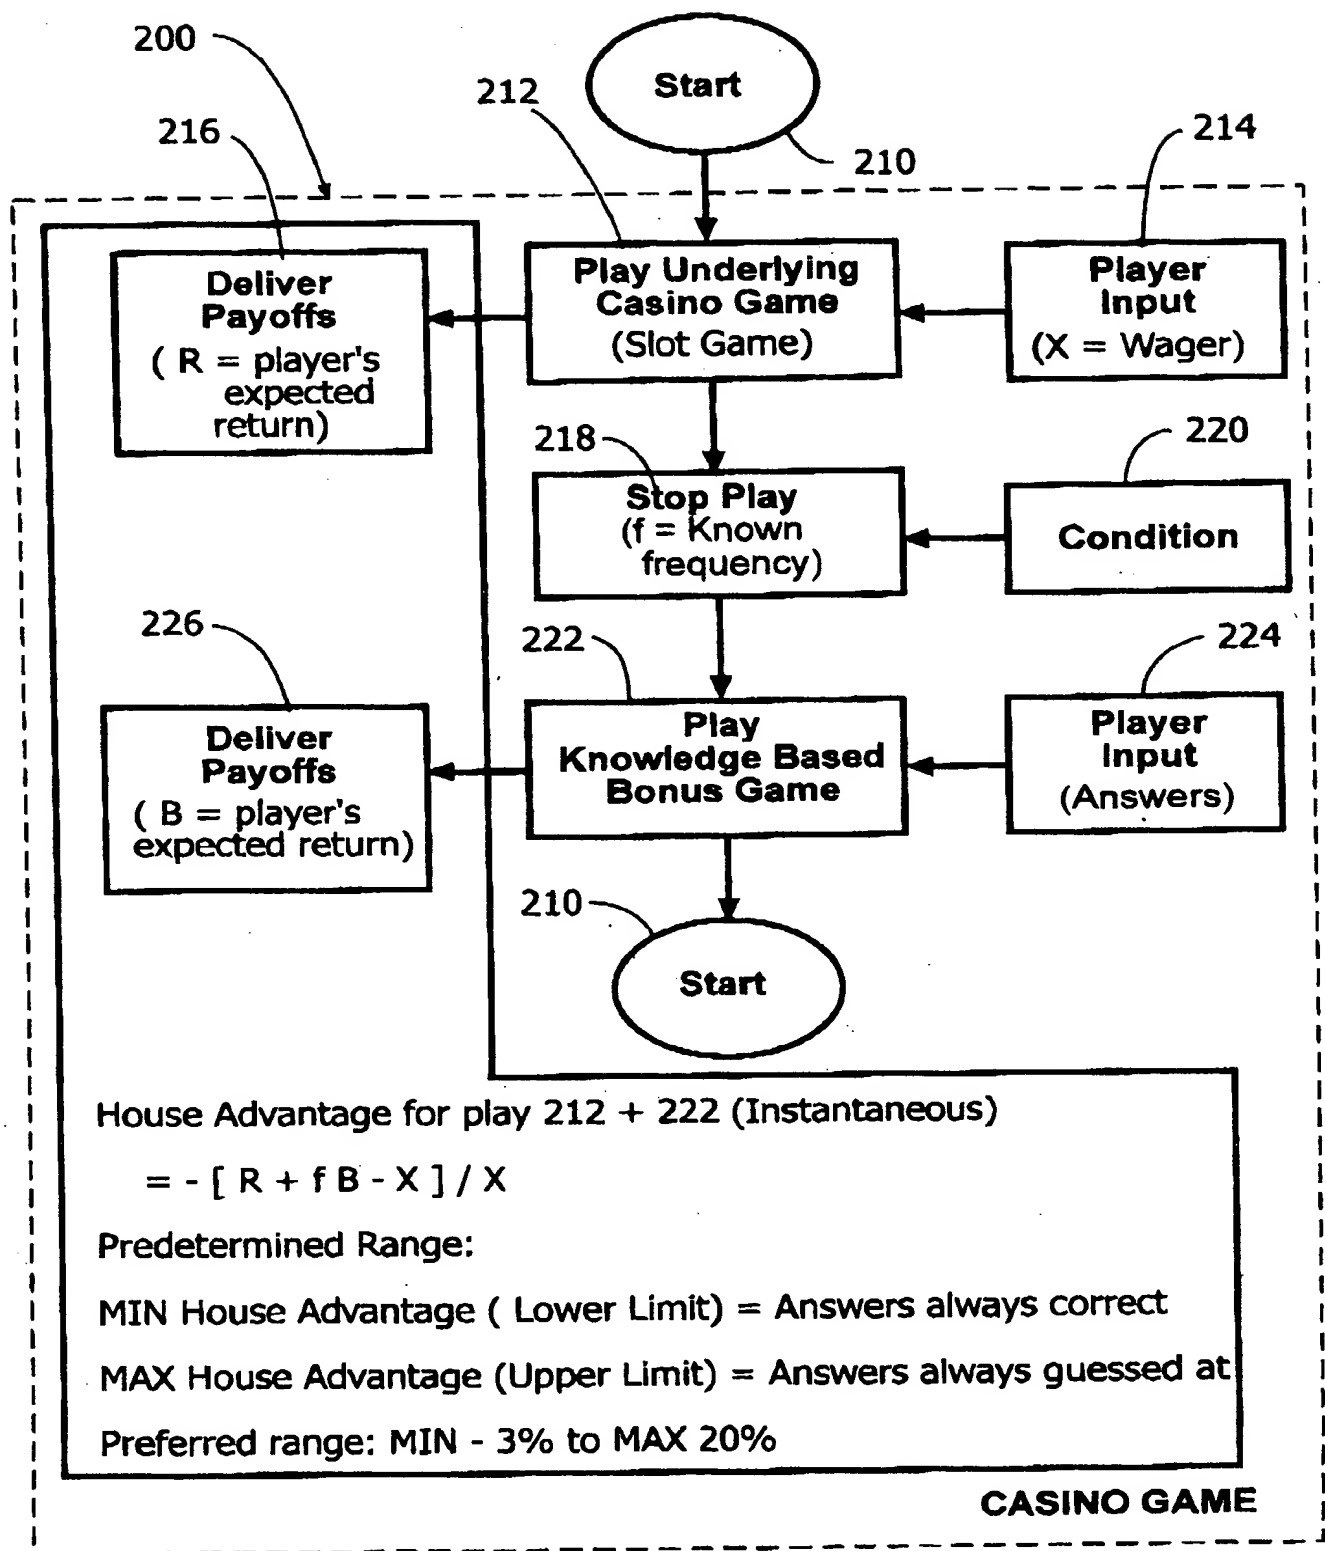 200
Start
212
216
214
210
Deliver
Payoffs
( R = player's
expected
return)
Play Underlying
Casino Game
(Slot Game)
Player
Input
(X = Wager)
218
220
Stop Play
(f = Known
frequency)
Condition
226
222
224
Deliver
Payoffs
( B = player's
expected return)
Play
Knowledge Based
Bonus Game
Player
Input
(Answers)
210
Start
House Advantage for play 212 + 222 (Instantaneous)
= - [ R + f B - X ] / X
Predetermined Range:
MIN House Advantage ( Lower Limit) = Answers always correct
MAX House Advantage (Upper Limit) = Answers always guessed at
Preferred range: MIN - 3% to MAX 20%
CASINO GAME